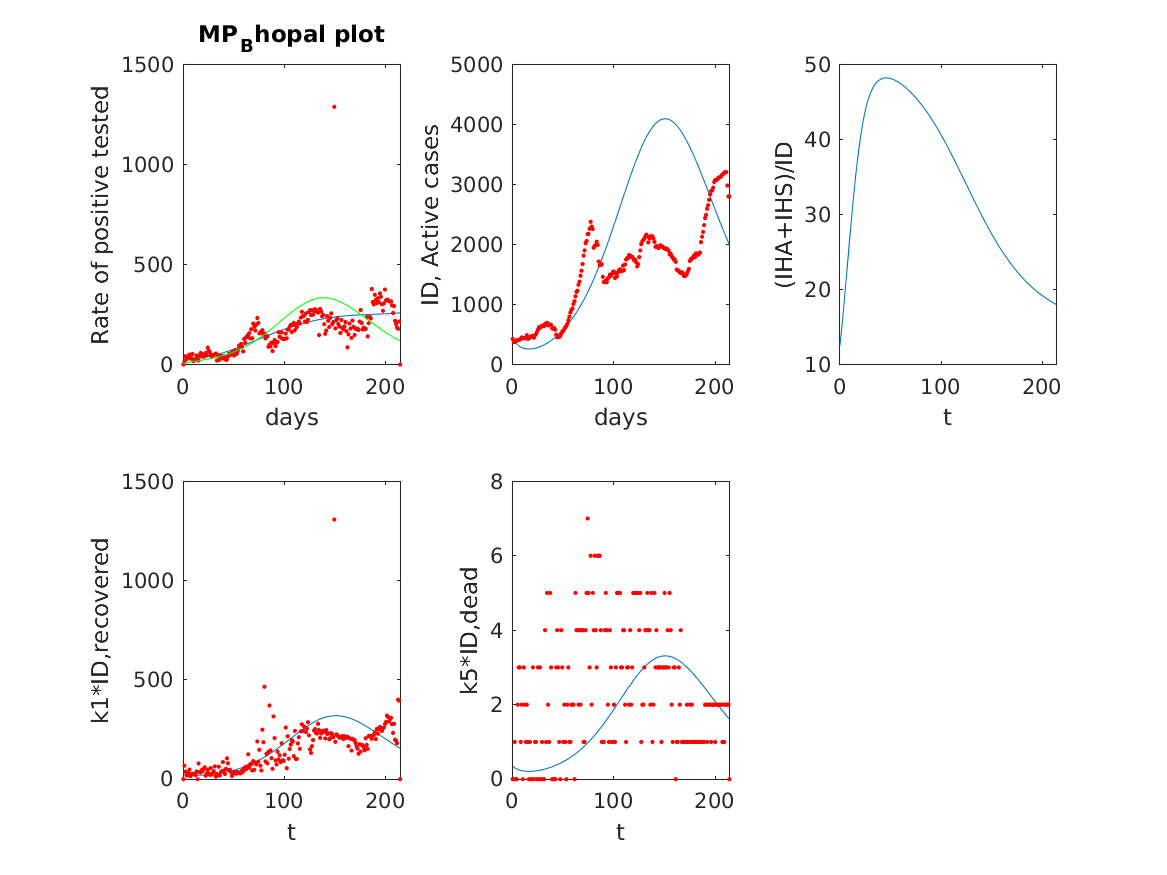 MP_Bhopal plot
1500
1000
500
0
Rate of positive tested
0 100 200
days
5000
4000
3000
2000
1000
0
ID, Active cases
0 100 200
days
50
40
30
20
10
(IHA+IHS)/ID
0 100 200
t
1500
1000
500
0
k1*ID,recovered
0 100 200
t
8
6
4
2
0
k5*ID,dead
0 100 200
t